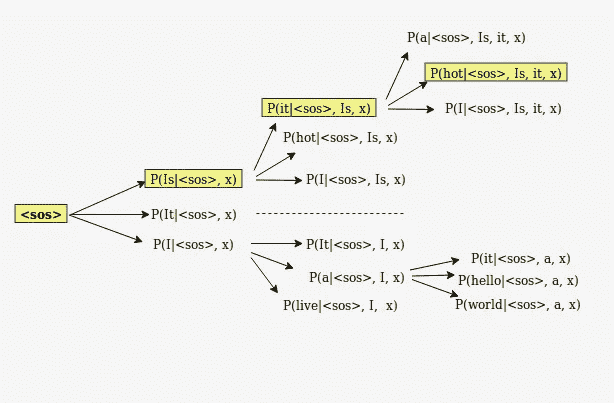 P(a|<sos>, Is, it, x)
P(hot|<sos>, Is, it, x)
P(it|<sos>, Is, x)
P(I|<sos>, Is, it, x)
P(hot|<sos>, Is, x)
P(Is|<sos>, x)
P(I|<sos>, Is, x)
<sos>
P(It|<sos>, x)
P(I|<sos>, x)
P(It|<sos>, I, x)
P(it|<sos>, a, x)
P(a|<sos>, I, x)
P(hello|<sos>, a, x)
P(live|<sos>, I, x)
P(world|<sos>, a, x)